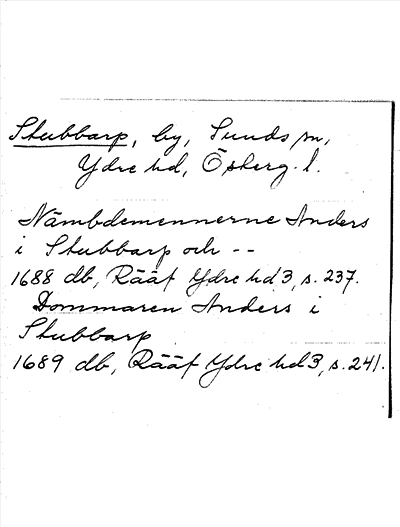 Stubbarp, by, Sunds sn,
Ydre hd, Österg. l.
Nämbdemennerne Anders
i Stubbarp och --
1688 db, Rääf Ydre hd 3, s. 237.
Dommaren Anders i
Stubbarp
1689 db, Rääf Ydre hd 3, s. 241.